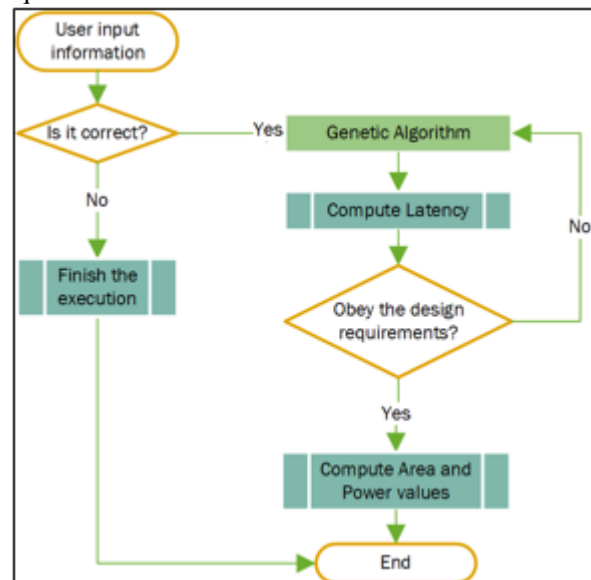 User input
information
Is it correct?
Yes
Genetic Algorithm
Compute Latency
No
No
Finish the
execution
Obey the design
requirements?
Yes
Compute Area and
Power values
End